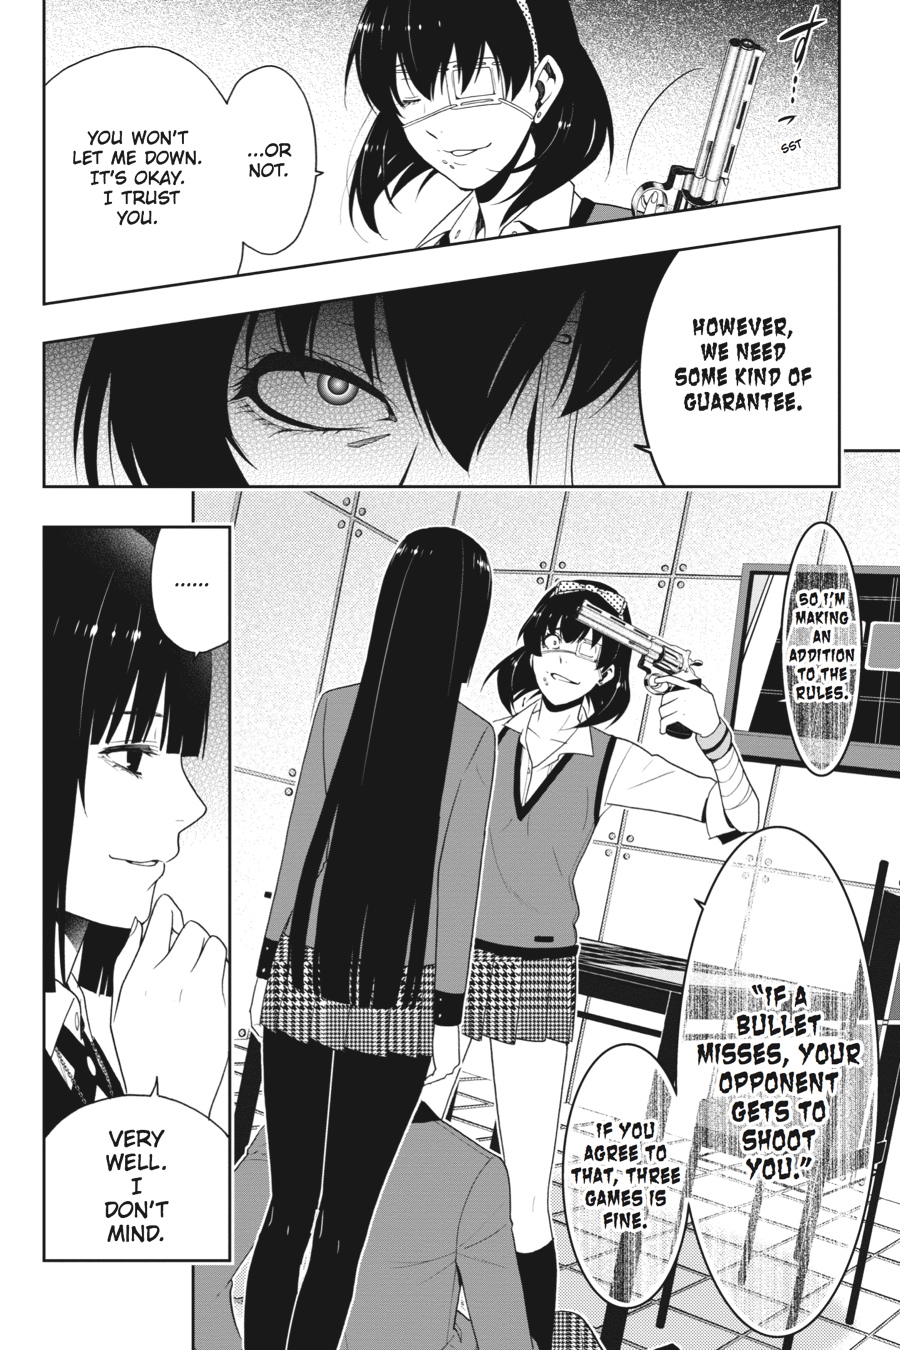 す…
SST
...OR
NOT.
YOU WON'T
LET ME DOWN.
IT'S OKAY.
I TRUST
YOU.
HOWEVER,
WE NEED
SOME KIND OF
GUARANTEE.
SO I'M
MAKING
AN
ADDITION
TO THE
RULES.
"IF A
BULLET
MISSES, YOUR
OPPONENT
GETS TO
SHOOT
YOU."
IF YOU
AGREE TO
THAT, THREE
GAMES IS
FINE.
......
VERY
WELL.
I
DON'T
MIND.